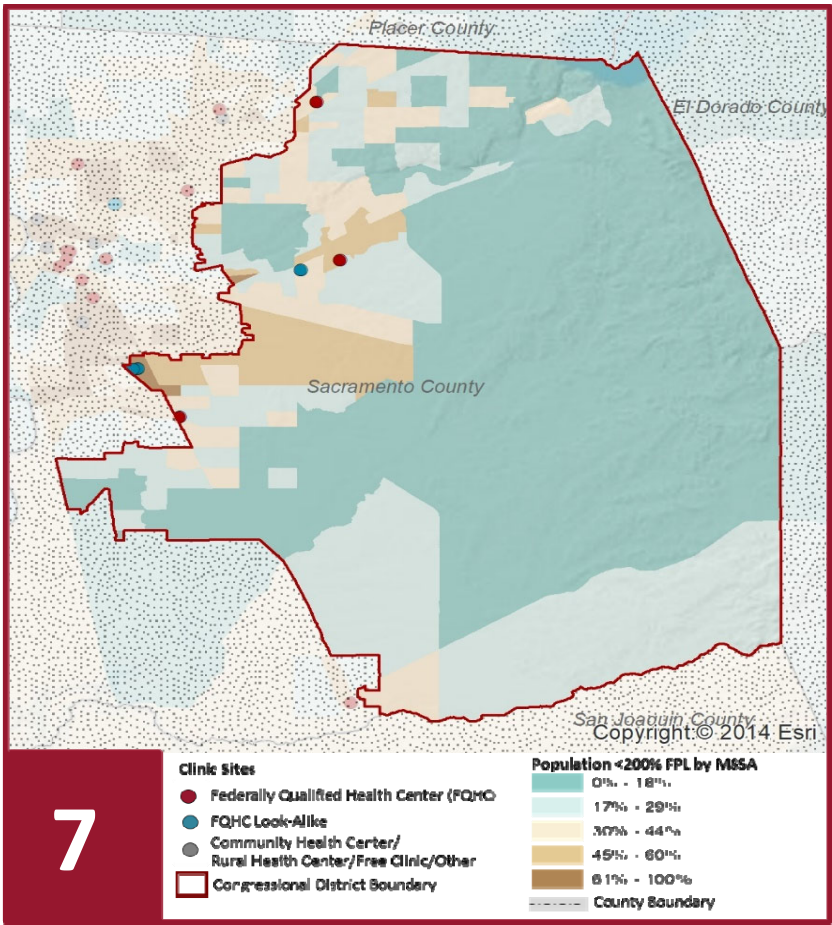 Placer County
El Dorado County
Sacramento County
San Joaquin County
Copyright:© 2014 Esri
7
Clinic Sites
Federally Qualified Health Center (FQHC)
FQHC Look-Alike
Community Health Certer/
Rural Health Center/Free Clinic/Other
Congressional District Boundary
Population <200% FPL by MSSA
0% - 16%
17% - 29%
30% - 44%
45% - 60%
61% - 100%
County Boundary